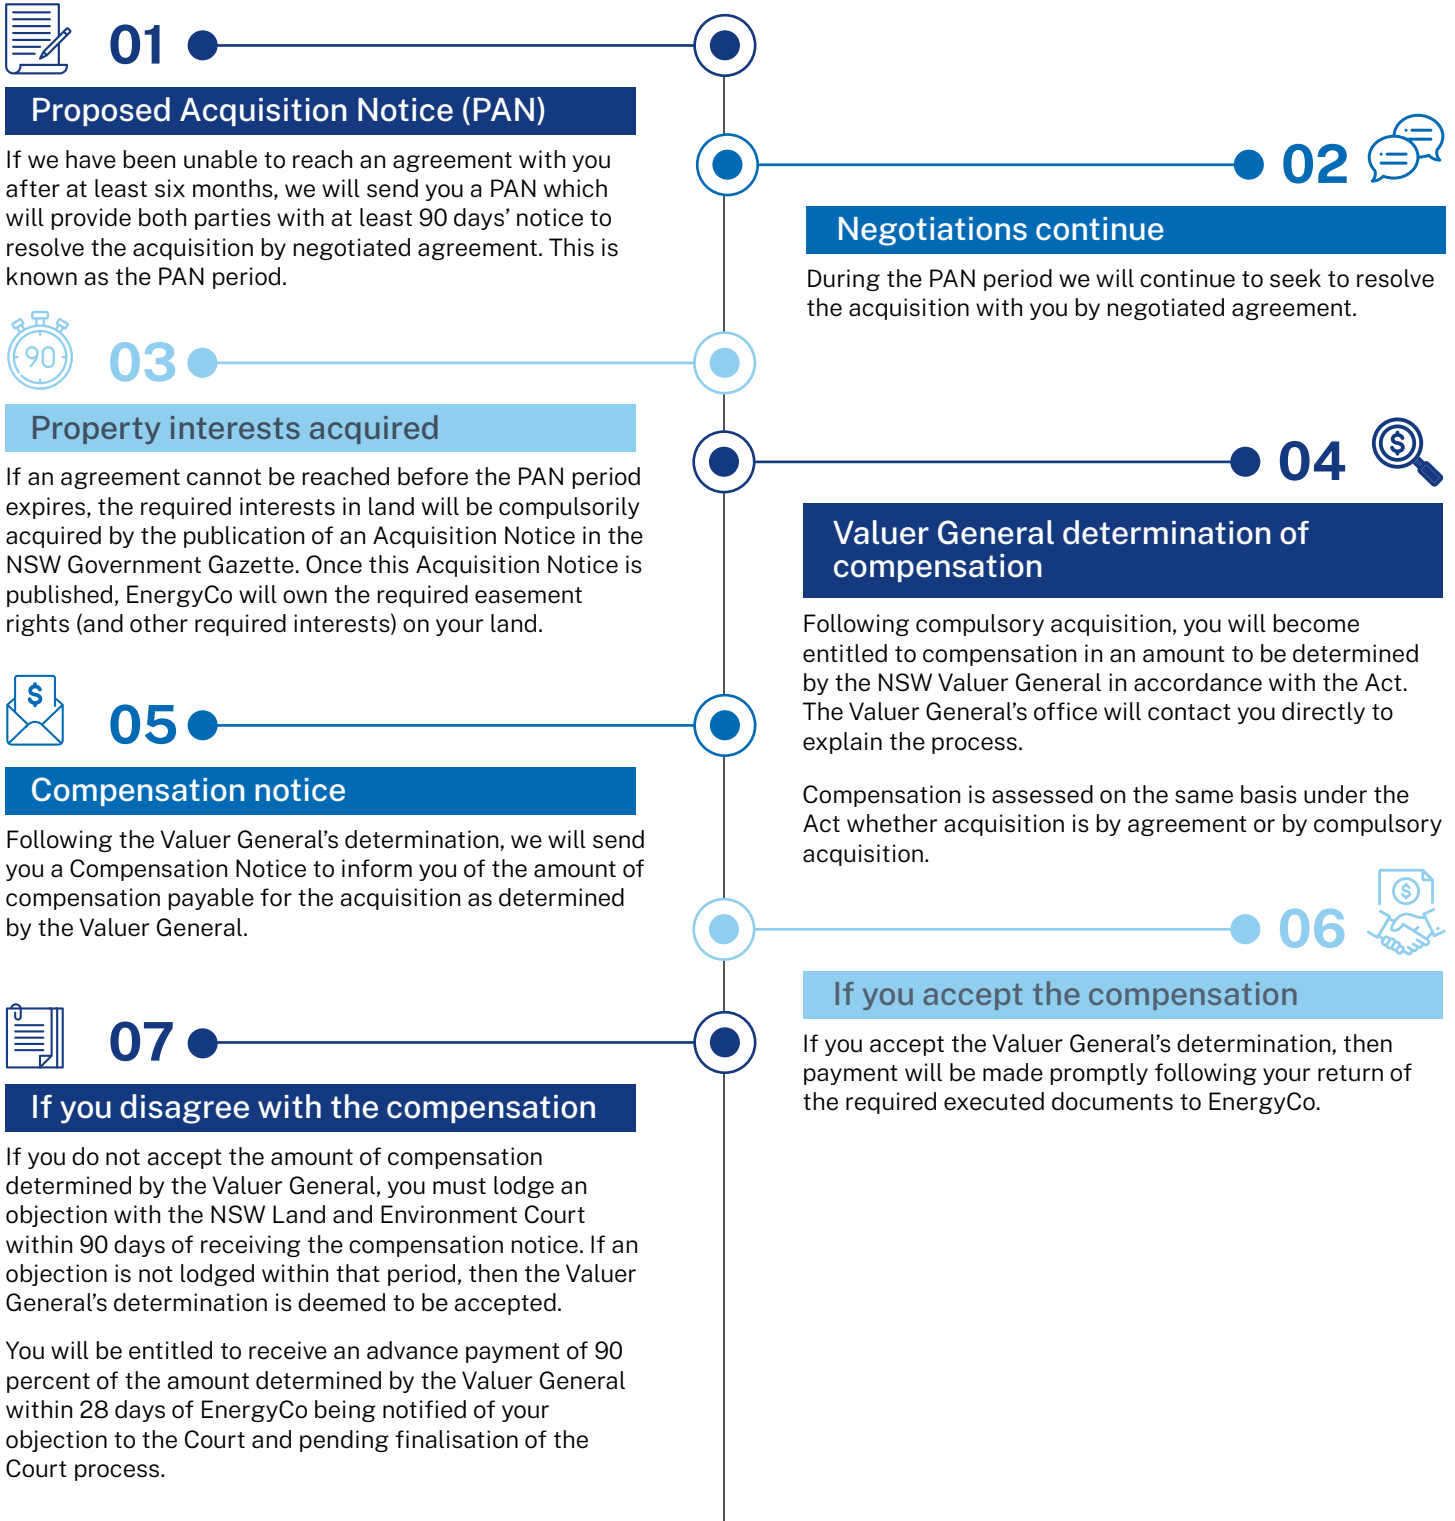 01
Proposed Acquisition Notice (PAN)
If we have been unable to reach an agreement with you
after at least six months, we will send you a PAN which
will provide both parties with at least 90 days’ notice to
resolve the acquisition by negotiated agreement. This is
known as the PAN period.
02
Negotiations continue
During the PAN period we will continue to seek to resolve
the acquisition with you by negotiated agreement.
90
03
Property interests acquired
If an agreement cannot be reached before the PAN period
expires, the required interests in land will be compulsorily
acquired by the publication of an Acquisition Notice in the
NSW Government Gazette. Once this Acquisition Notice is
published, EnergyCo will own the required easement
rights (and other required interests) on your land.
04
$
Valuer General determination of
compensation
Following compulsory acquisition, you will become
entitled to compensation in an amount to be determined
by the NSW Valuer General in accordance with the Act.
The Valuer General’s office will contact you directly to
explain the process.
Compensation is assessed on the same basis under the
Act whether acquisition is by agreement or by compulsory
acquisition.
$
05
Compensation notice
Following the Valuer General’s determination, we will send
you a Compensation Notice to inform you of the amount of
compensation payable for the acquisition as determined
by the Valuer General.
06
$
If you accept the compensation
If you accept the Valuer General’s determination, then
payment will be made promptly following your return of
the required executed documents to EnergyCo.
07
If you disagree with the compensation
If you do not accept the amount of compensation
determined by the Valuer General, you must lodge an
objection with the NSW Land and Environment Court
within 90 days of receiving the compensation notice. If an
objection is not lodged within that period, then the Valuer
General’s determination is deemed to be accepted.
You will be entitled to receive an advance payment of 90
percent of the amount determined by the Valuer General
within 28 days of EnergyCo being notified of your
objection to the Court and pending finalisation of the
Court process.